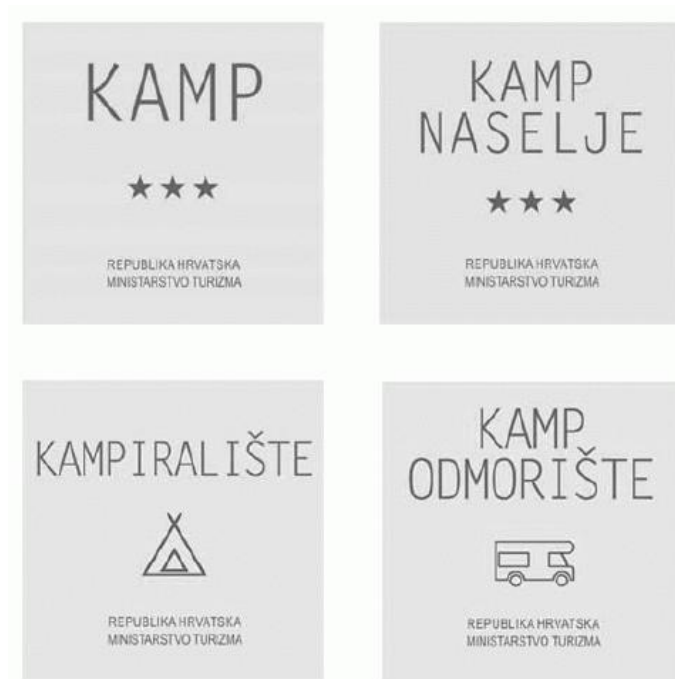 KAMP
REPUBLIKA HRVATSKA
MINISTARSTVO TURIZMA
KAMP
NASELJE
REPUBLIKA HRVATSKA
MINISTARSTVO TURIZMA
KAMPIRALIŠTE
REPUBLIKA HRVATSKA
MINISTARSTVO TURIZMA
KAMP
ODMORIŠTE
REPUBLIKA HRVATSKA
MINISTARSTVO TURIZMA